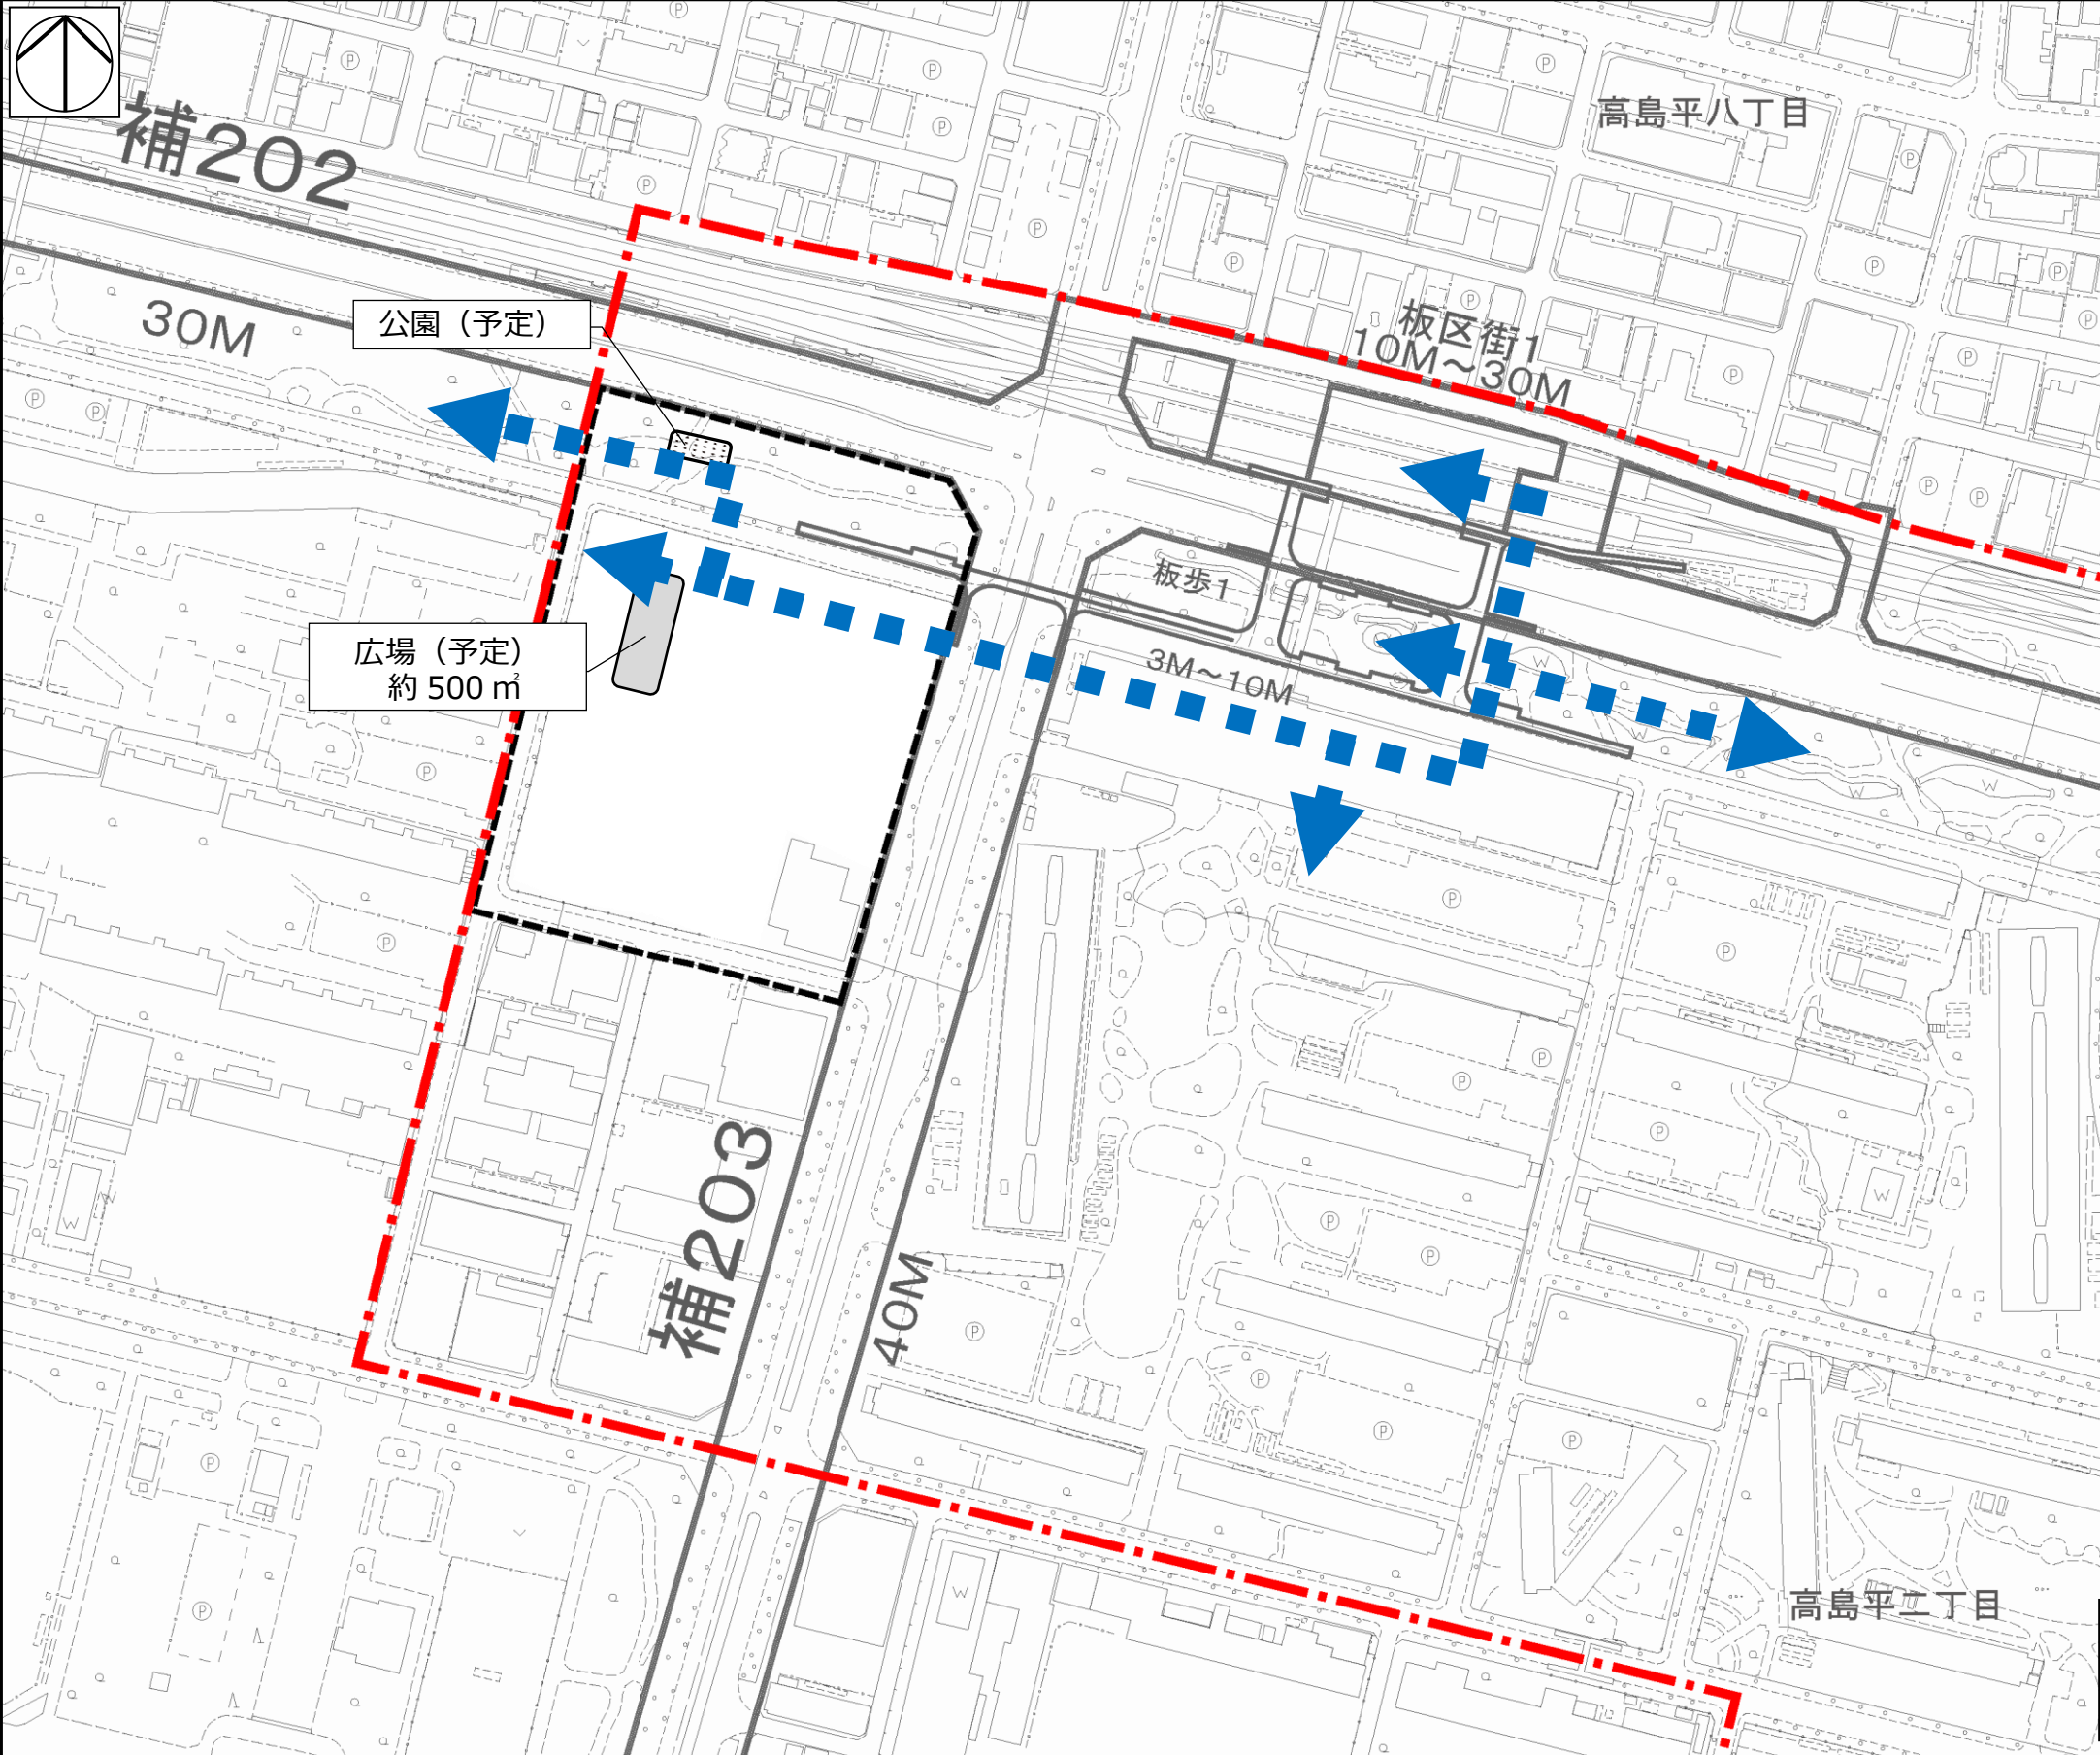 高島平八丁目
補202
板区街1
10M～30M
30M
公園（予定）
板歩1
広場（予定）
約 500 ㎡
3M～10M
補203
40M
高島平二丁目